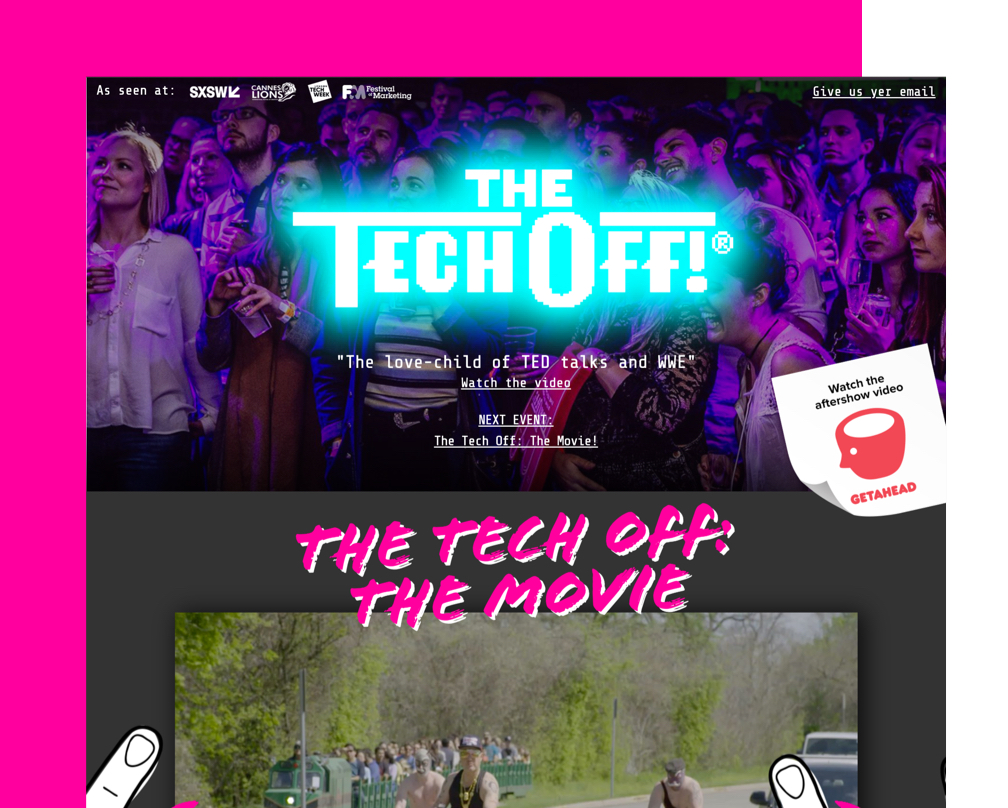 As seen at:
SXSW
CANNES
LIONS
TECH
WEEK
FM Festival
of Marketing
Give us yer email
THE
TECH OFF!®
"The love-child of TED talks and WWE"
Watch the video
NEXT EVENT:
The Tech Off: The Movie!
Watch the
aftershow video
GETAHEAD
THE TECH OFF:
THE MOVIE